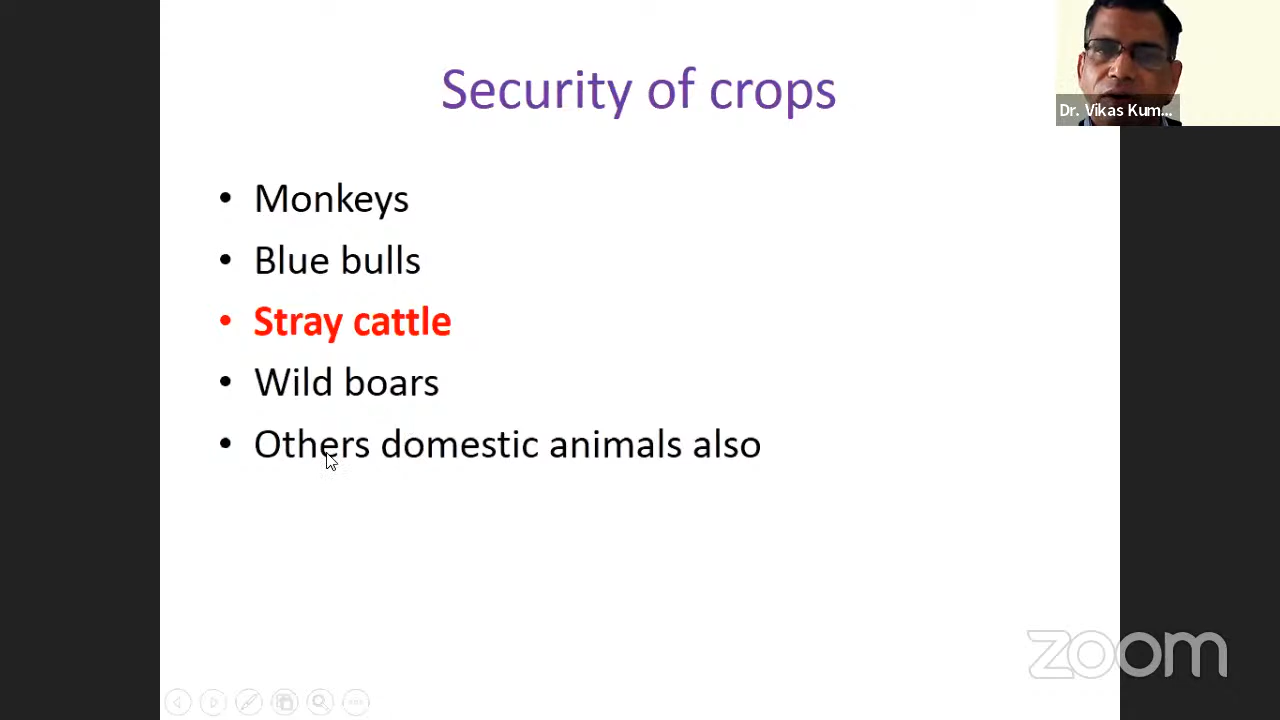 Security of crops
Dr. Vikas Kum...
• Monkeys
• Blue bulls
• Stray cattle
• Wild boars
• Others domestic animals also
zoom